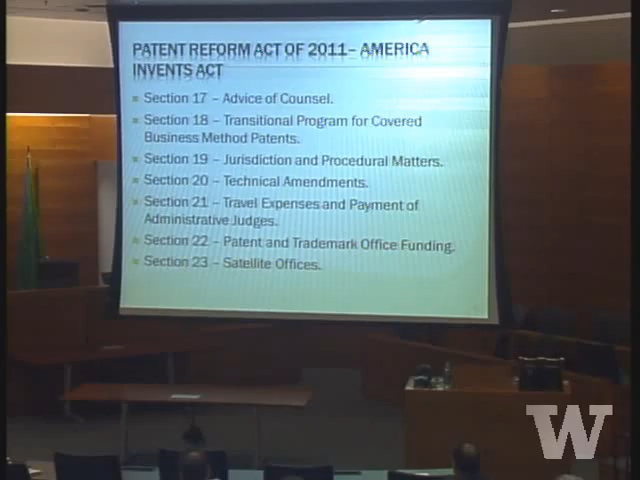 PATENT REFORM ACT OF 2011– AMERICA
INVENTS ACT
Section 17 – Advice of Counsel.
Section 18 – Transitional Program for Covered
Business Method Patents.
Section 19 – Jurisdiction and Procedural Matters.
Section 20 – Technical Amendments.
Section 21 – Travel Expenses and Payment of
Administrative Judges.
Section 22 – Patent and Trademark Office Funding.
Section 23 – Satellite Offices.
W